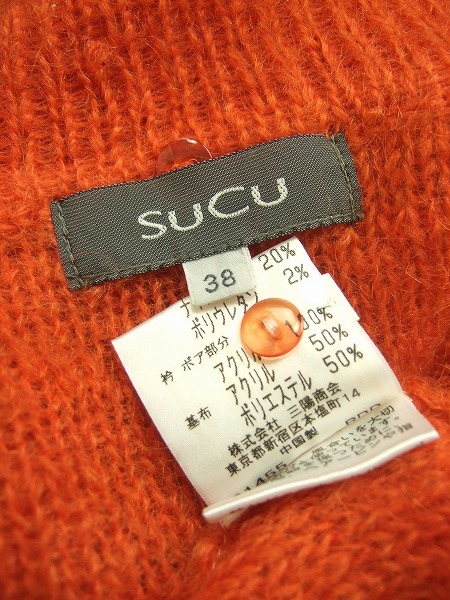 SUCU
38
20%
ポリウレタン 2%
衿 ボア部分
アクリル 100%
基布 アクリル 50%
ポリエステル 50%
株式会社 三陽商会
東京都新宿区本塩町14
中国製